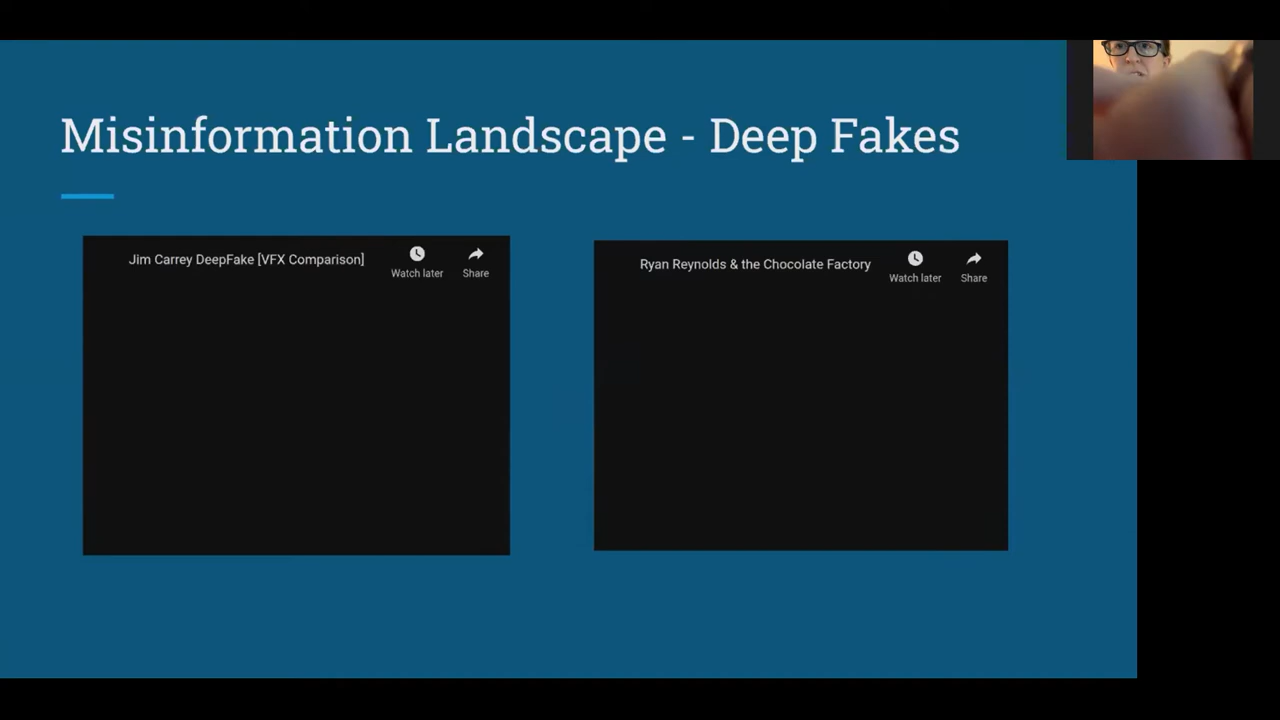 Misinformation Landscape - Deep Fakes
Jim Carrey DeepFake [VFX Comparison]
Watch later
Share
Ryan Reynolds & the Chocolate Factory
Watch later
Share